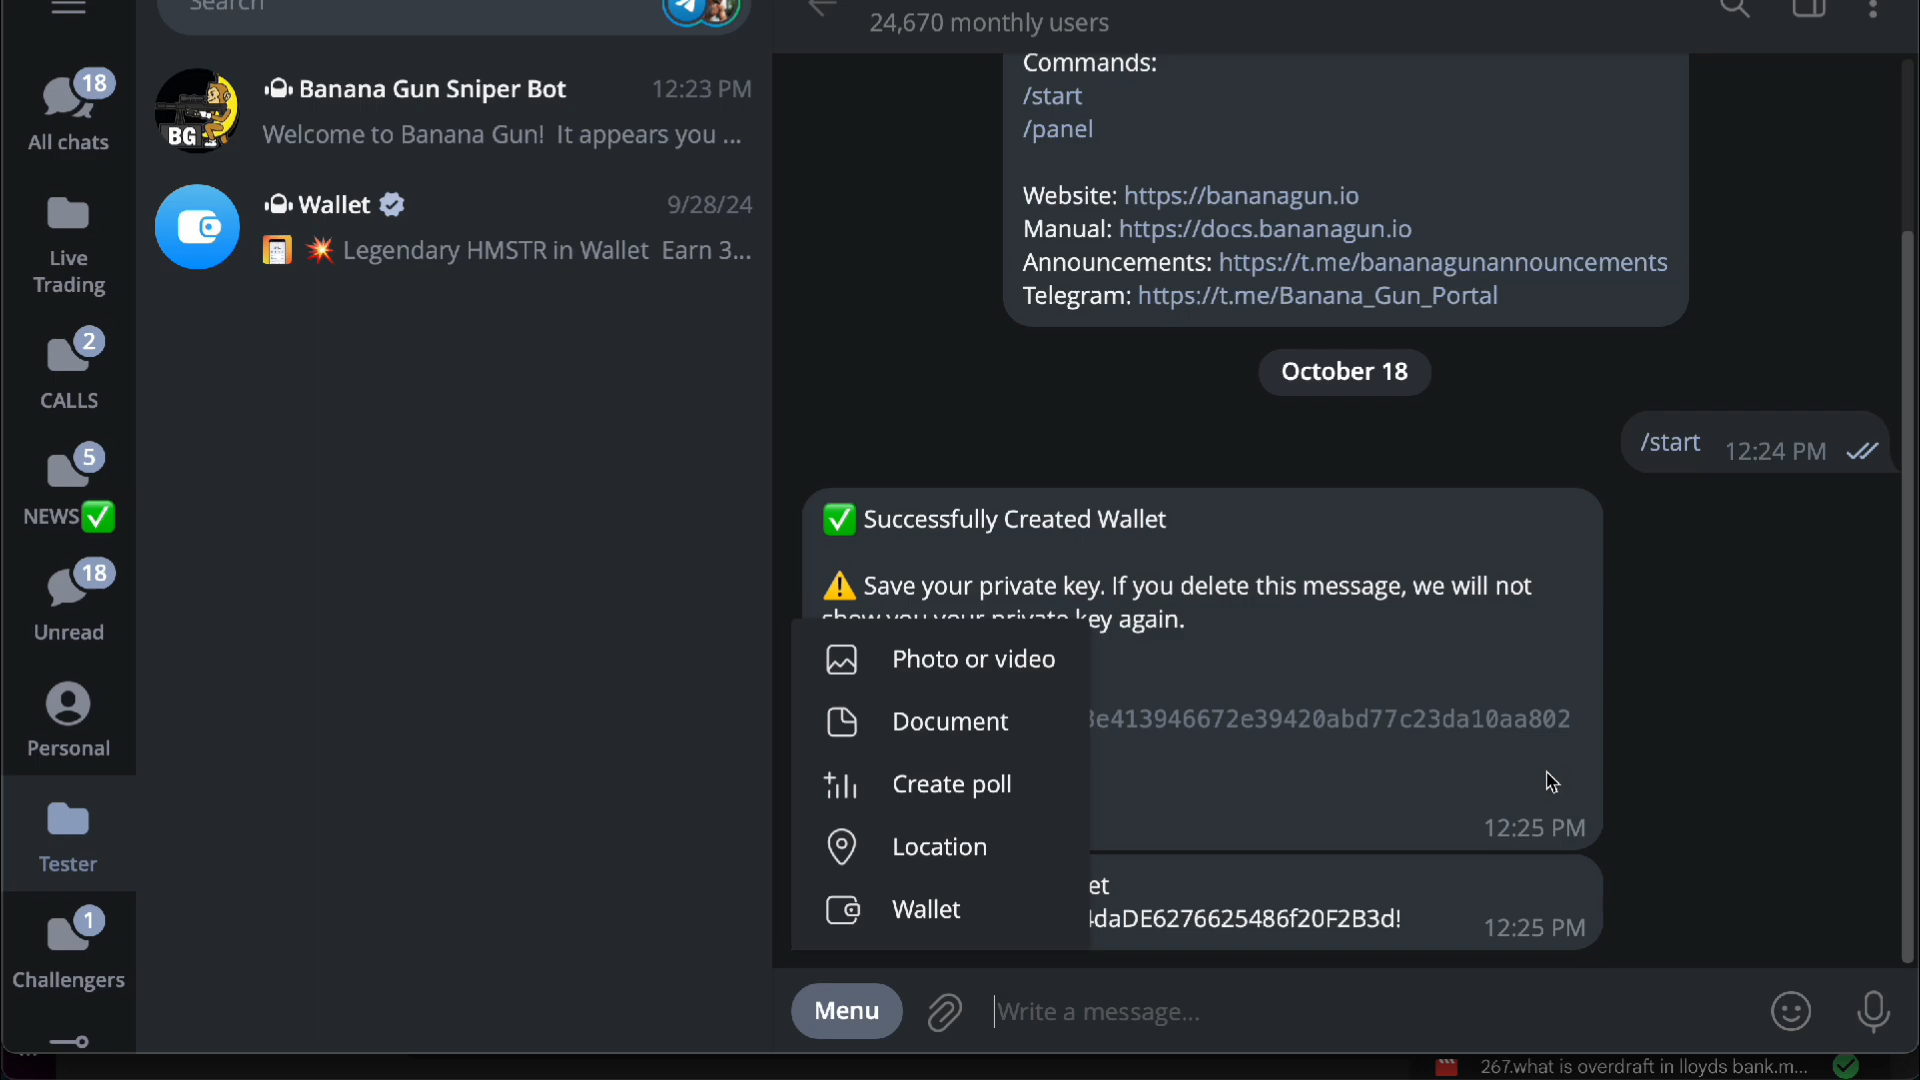 Search
18
All chats
Live
Trading
2
CALLS
5
NEWS
18
Unread
Personal
Tester
1
Challengers
Banana Gun Sniper Bot 12:23 PM
BG
Welcome to Banana Gun! It appears you ...
Wallet 9/28/24
Legendary HMSTR in Wallet Earn 3...
24,670 monthly users
Commands:
/start
/panel
Website: https://bananagun.io
Manual: https://docs.bananagun.io
Announcements: https://t.me/bananagunannouncements
Telegram: https://t.me/Banana_Gun_Portal
October 18
/start 12:24 PM
Successfully Created Wallet
Save your private key. If you delete this message, we will not
show you your private key again.
e413946672e39420abd77c23da10aa802
12:25 PM
et
daDE6276625486f20F2B3d! 12:25 PM
Photo or video
Document
Create poll
Location
Wallet
Menu
Write a message...
267.what is overdraft in lloyds bank.m...